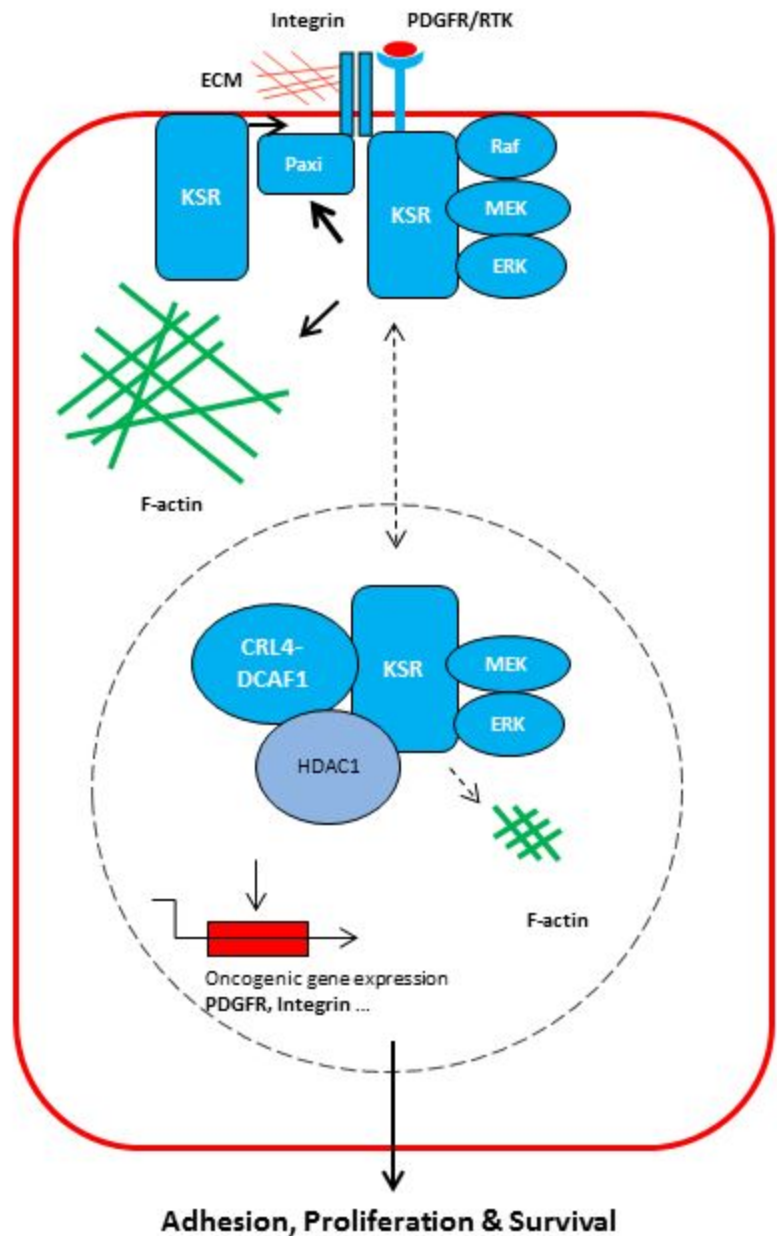 Integrin
PDGFR/RTK
ECM
Raf
Paxi
KSR
KSR
MEK
ERK
F-actin
CRL4-
DCAF1
KSR
MEK
ERK
HDAC1
F-actin
Oncogenic gene expression
PDGFR, Integrin ...
Adhesion, Proliferation & Survival